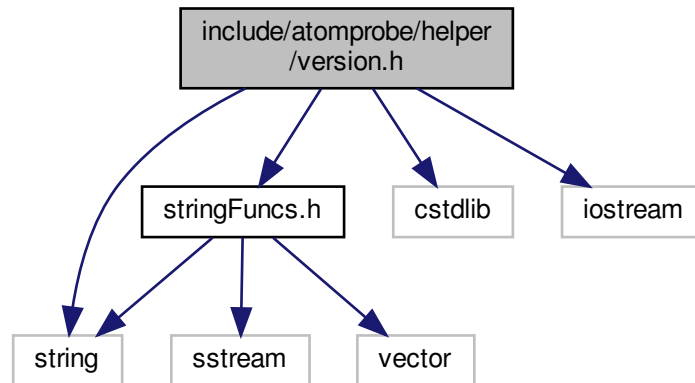 include/atomprobe/helper
/version.h
stringFuncs.h
cstdlib
iostream
string
sstream
vector